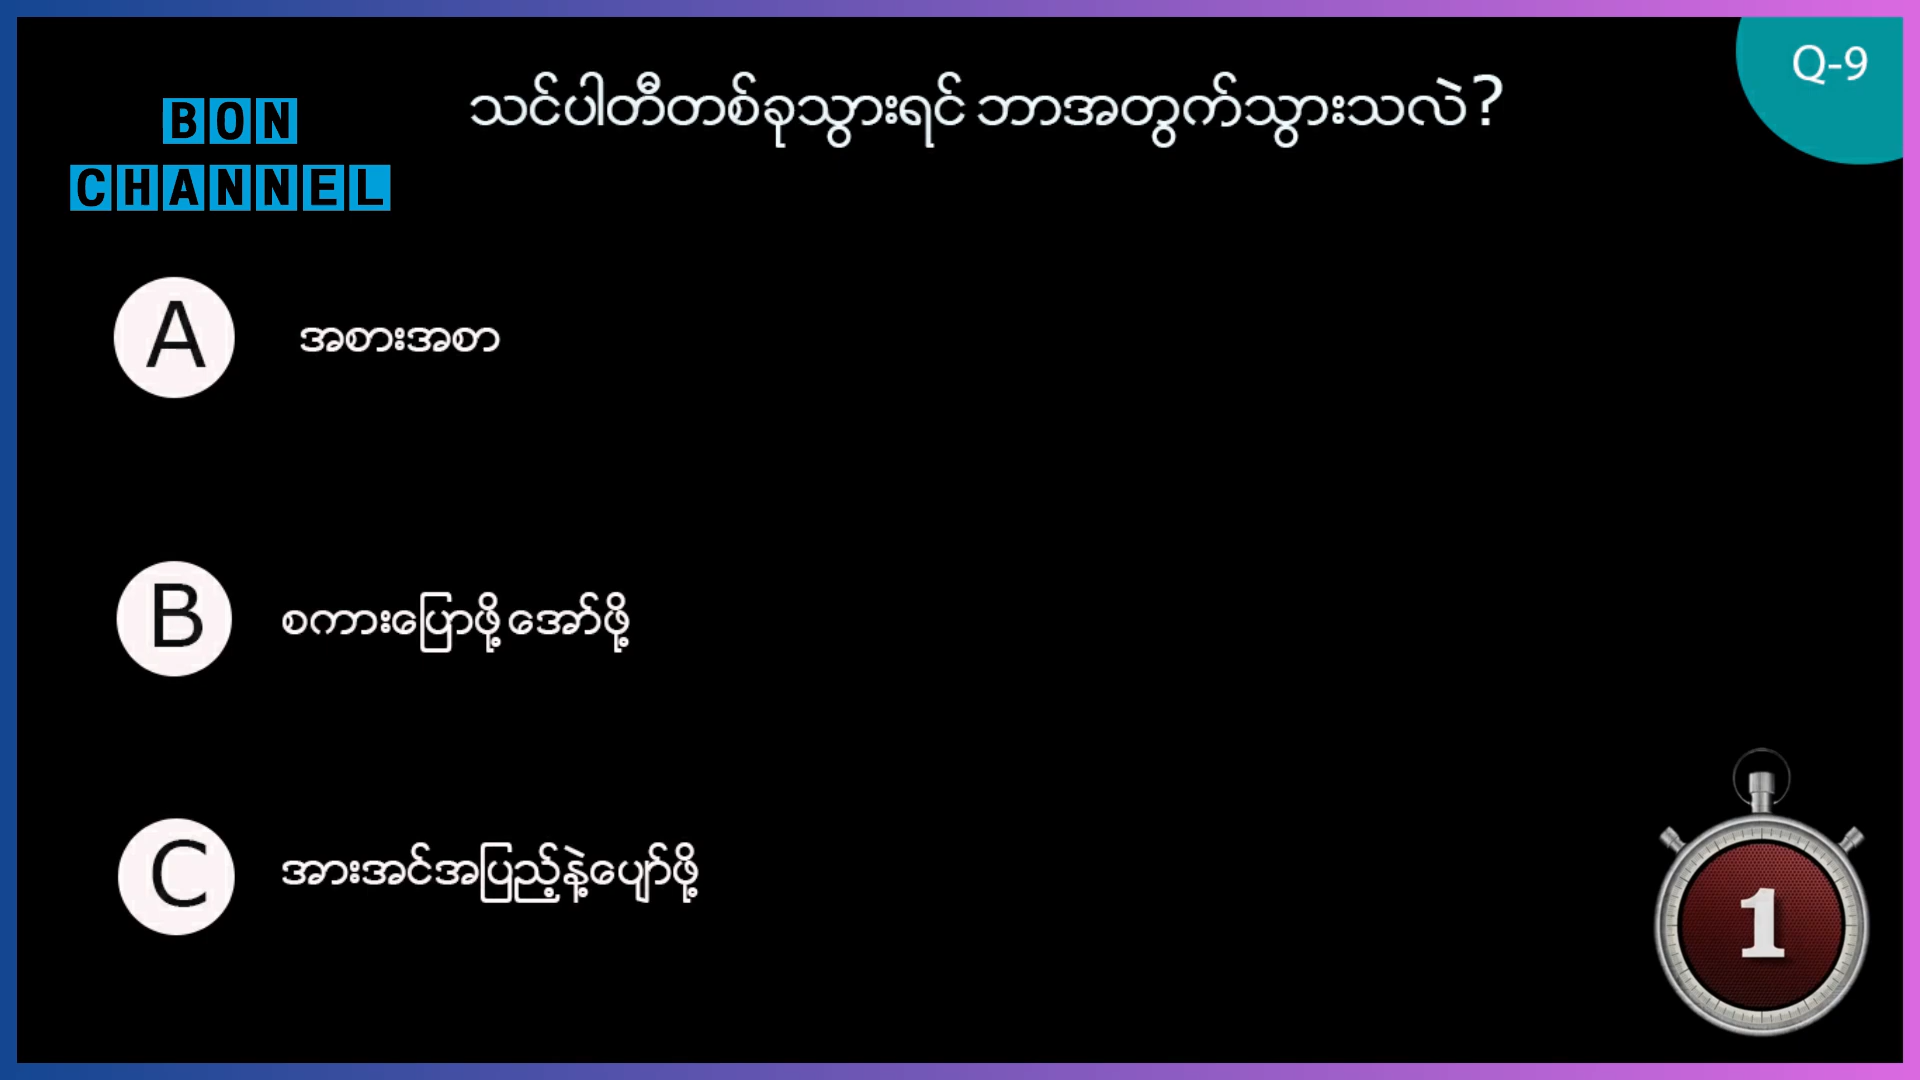 Q-9
သင်ပါတီတစ်ခုသွားရင် ဘာအတွက်သွားသလဲ?
BON
CHANNEL
A အစားအစာ
B စကားပြောဖို့ အော်ဖို့
C အားအင်အပြည့်နဲ့ပျော်ဖို့
1